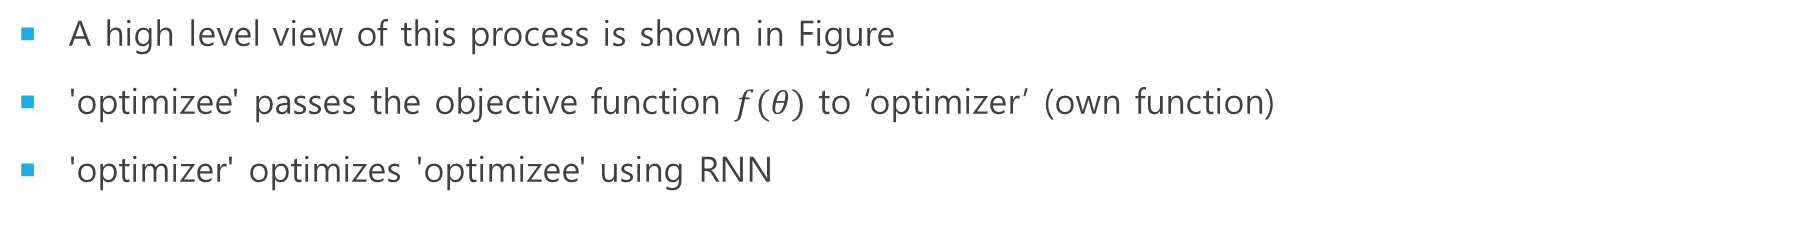 ▪ A high level view of this process is shown in Figure
▪ 'optimizee' passes the objective function 𝑓(𝜃) to ‘optimizer’ (own function)
▪ 'optimizer' optimizes 'optimizee' using RNN